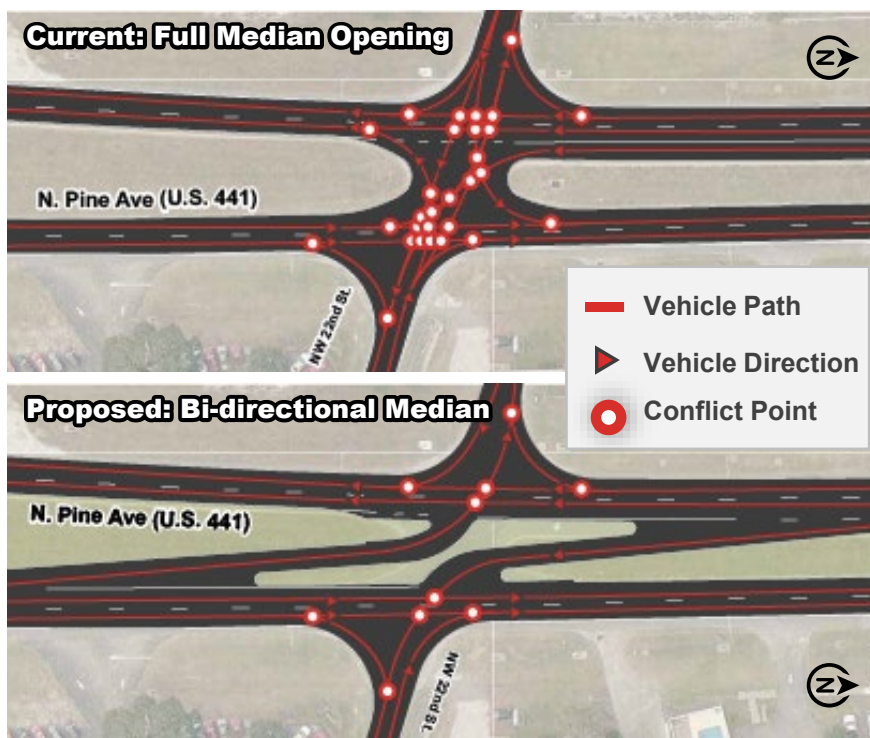 Current: Full Median Opening
N
N. Pine Ave (U.S. 441)
NW 22nd St.
Vehicle Path
Vehicle Direction
Conflict Point
Proposed: Bi-directional Median
N. Pine Ave (U.S. 441)
NW 22nd St.
N